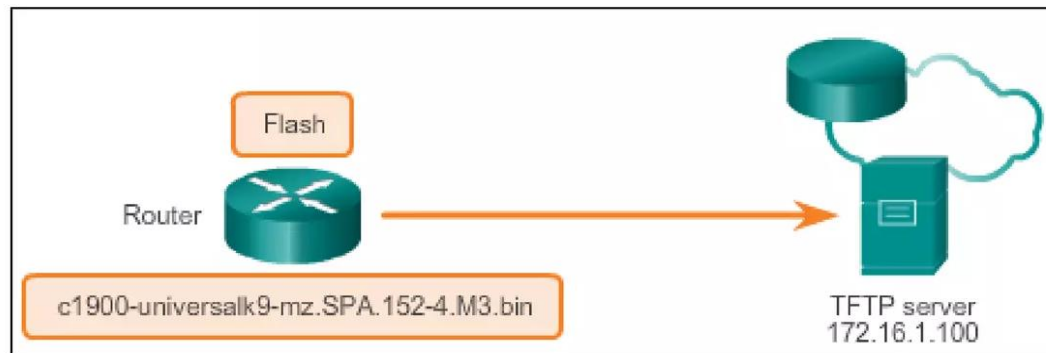 Flash
Router
c1900-universalk9-mz.SPA.152-4.M3.bin
TFTP server
172.16.1.100